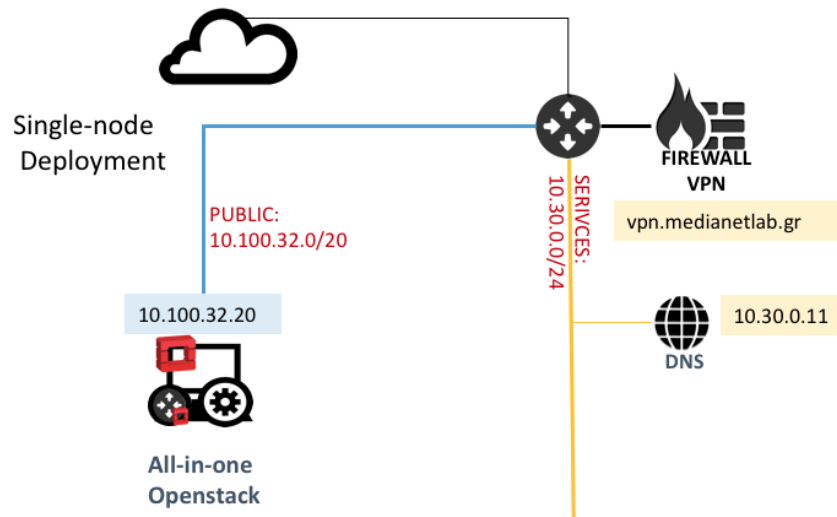 Single-node
Deployment
FIREWALL
VPN
vpn.medianetlab.gr
PUBLIC:
10.100.32.0/20
SERIVCES:
10.30.0.0/24
10.100.32.20
10.30.0.11
DNS
All-in-one
Openstack